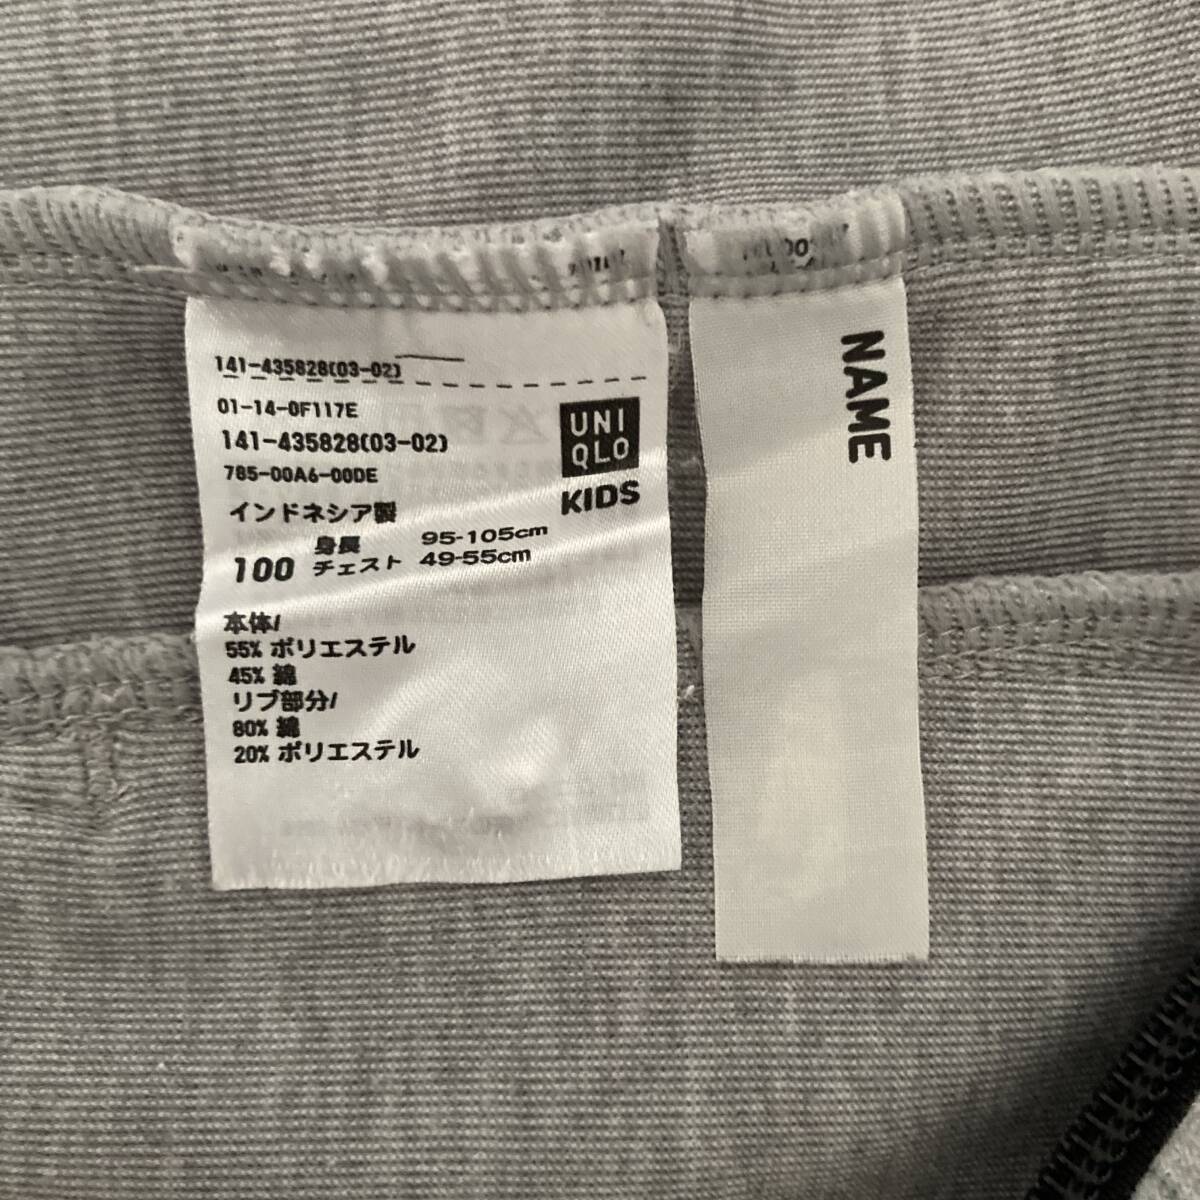 141-435828(03-02)
01-14-0F117E
141-435828(03-02)
785-00A6-00DE
UNI
QLO
KIDS
インドネシア製
100
身長 95-105cm
チェスト 49-55cm
本体/
55% ポリエステル
45% 綿
リブ部分/
80% 綿
20% ポリエステル
NAME